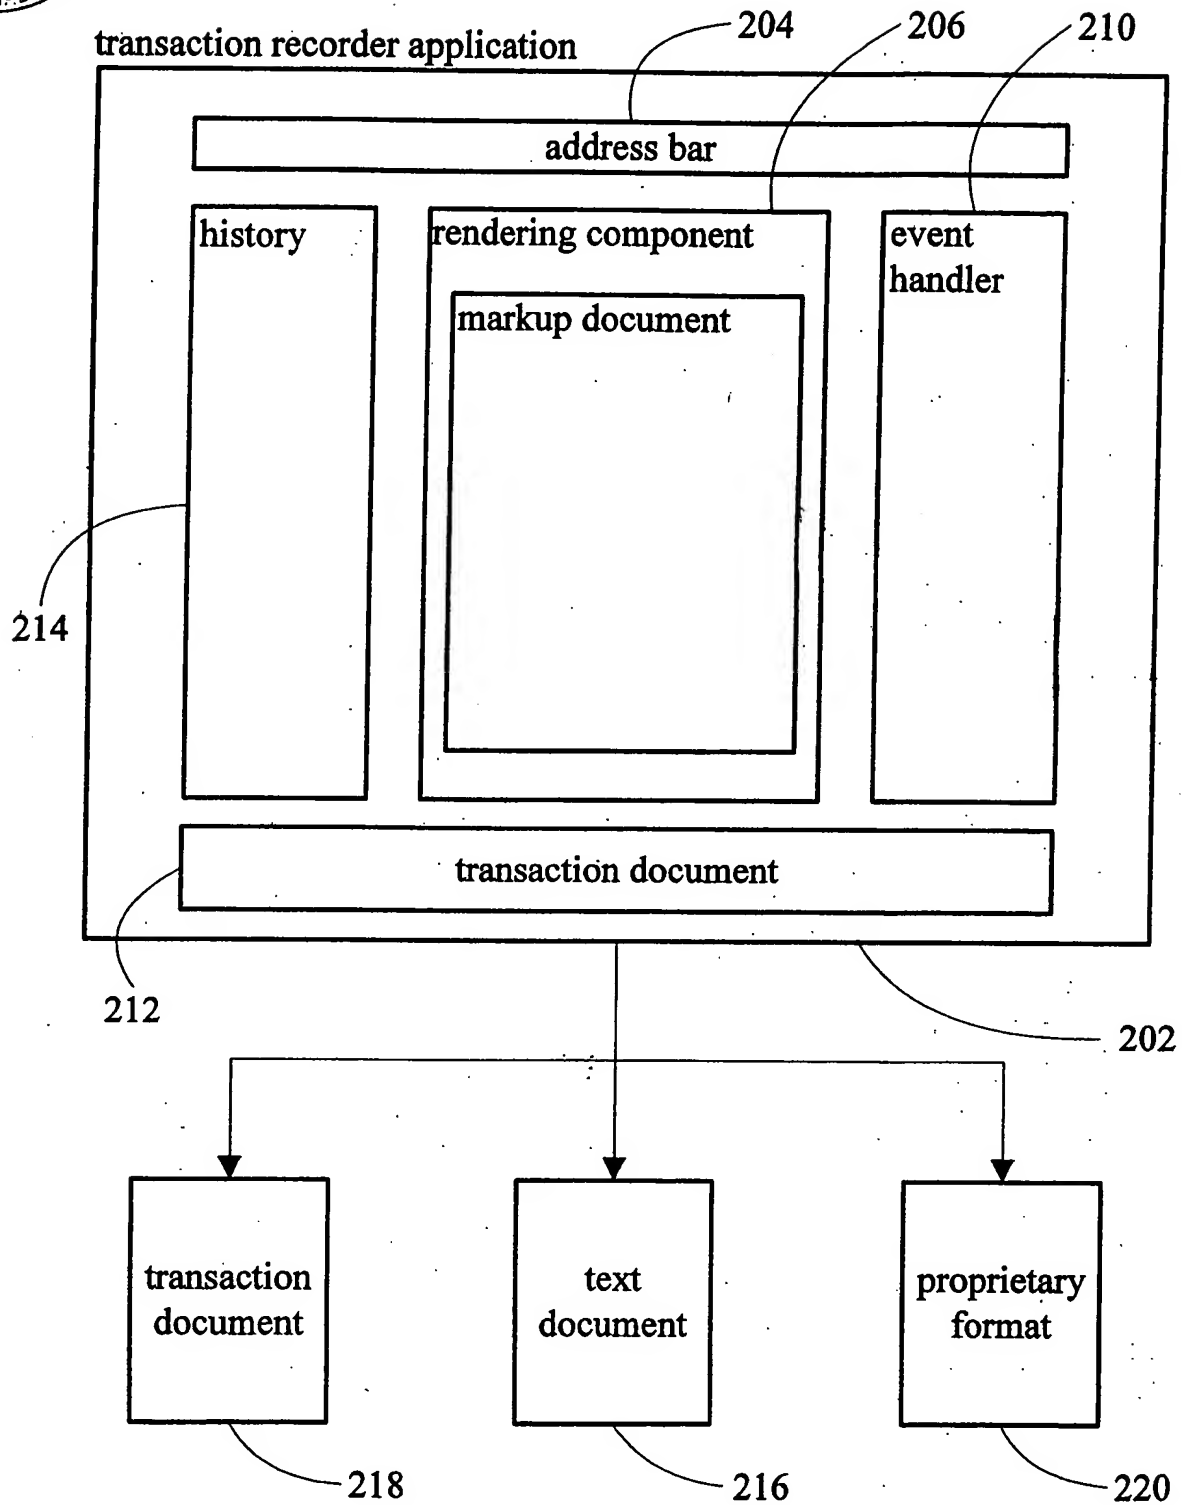 204
206
210
transaction recorder application
address bar
history
rendering component
event
handler
markup document
214
transaction document
212
202
transaction
document
text
document
proprietary
format
218
216
220